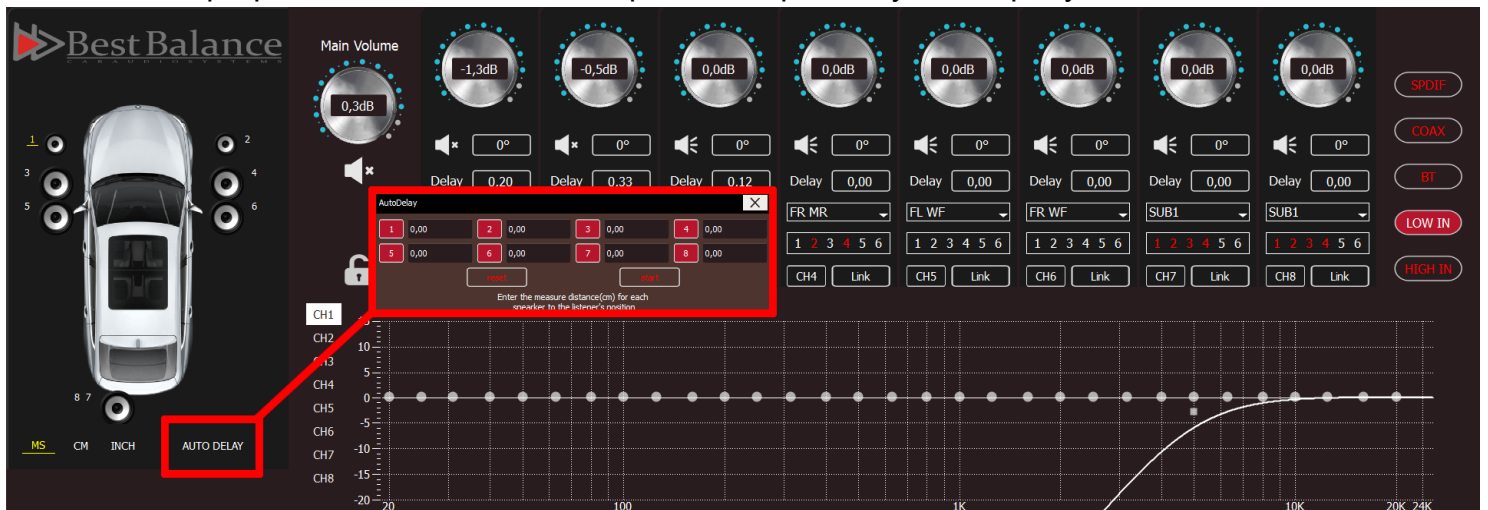 Best Balance
CARAUDIOSYSTEMS
1
2
3
4
5
6
8 7
MS CM INCH AUTO DELAY
Main Volume
0,3dB
-1,3dB -0,5dB 0,0dB 0,0dB 0,0dB 0,0dB 0,0dB 0,0dB
0° 0° 0° 0° 0° 0° 0° 0°
Delay 0.20 Delay 0.33 Delay 0.12 Delay 0,00 Delay 0,00 Delay 0,00 Delay 0,00 Delay 0,00
FR MR FL WF FR WF SUB1 SUB1
1 2 3 4 5 6 1 2 3 4 5 6 1 2 3 4 5 6 1 2 3 4 5 6 1 2 3 4 5 6
CH4 Link CH5 Link CH6 Link CH7 Link CH8 Link
AutoDelay
1 0,00 2 0,00 3 0,00 4 0,00
5 0,00 6 0,00 7 0,00 8 0,00
reset start
Enter the measure distance(cm) for each
spearker to the listener's position
SPDIF
COAX
BT
LOW IN
HIGH IN
CH1
CH2
CH3
CH4
CH5
CH6
CH7
CH8
10
5
0
-5
-10
-15
-20
20 100 1K 10K 20K 24K